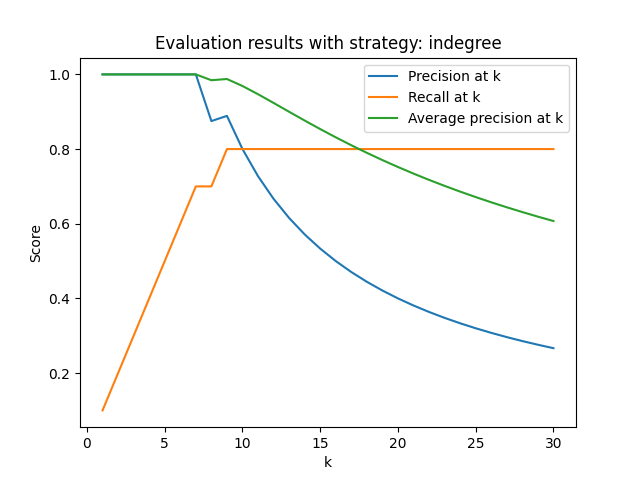 Evaluation results with strategy: indegree
Precision at k
Recall at k
Average precision at k
Score
1.0
0.8
0.6
0.4
0.2
0 5 10 15 20 25 30
k